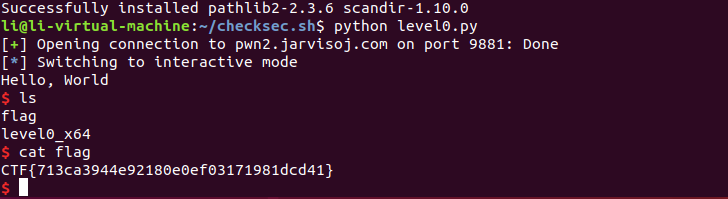 Successfully installed pathlib2-2.3.6 scandir-1.10.0
li@li-virtual-machine:~/checksec.sh$ python level0.py
[+] Opening connection to pwn2.jarvisoj.com on port 9881: Done
[*] Switching to interactive mode
Hello, World
$ ls
flag
level0_x64
$ cat flag
CTF{713ca3944e92180e0ef03171981dcd41}
$